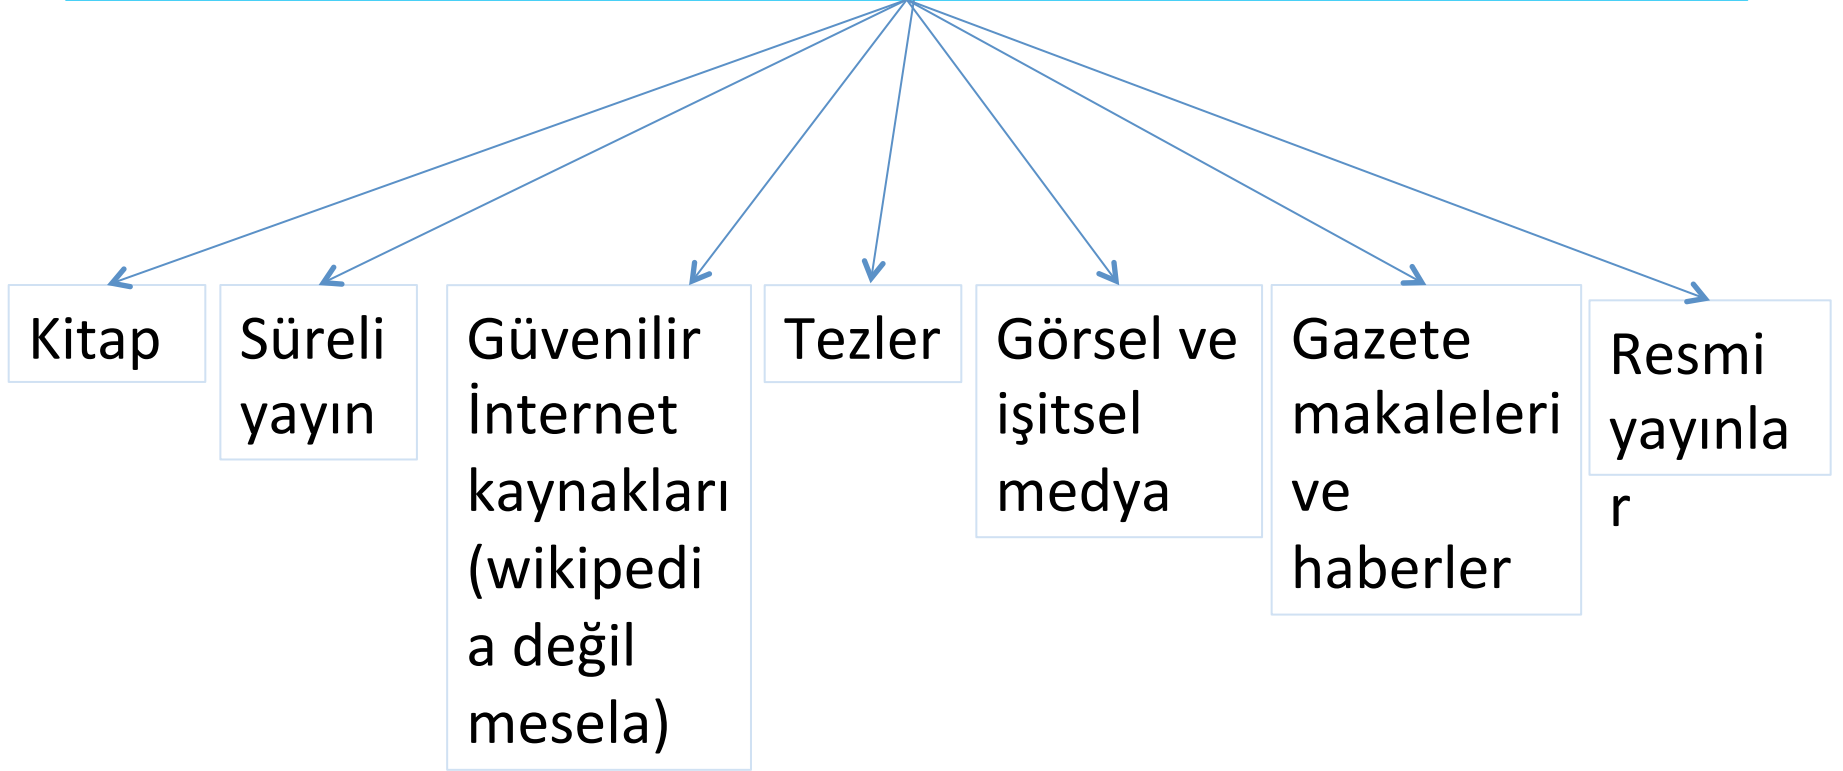 Kitap
Süreli
yayın
Güvenilir
İnternet
kaynakları
(wikipedi
a değil
mesela)
Tezler
Görsel ve
işitsel
medya
Gazete
makaleleri
ve
haberler
Resmi
yayınla
r